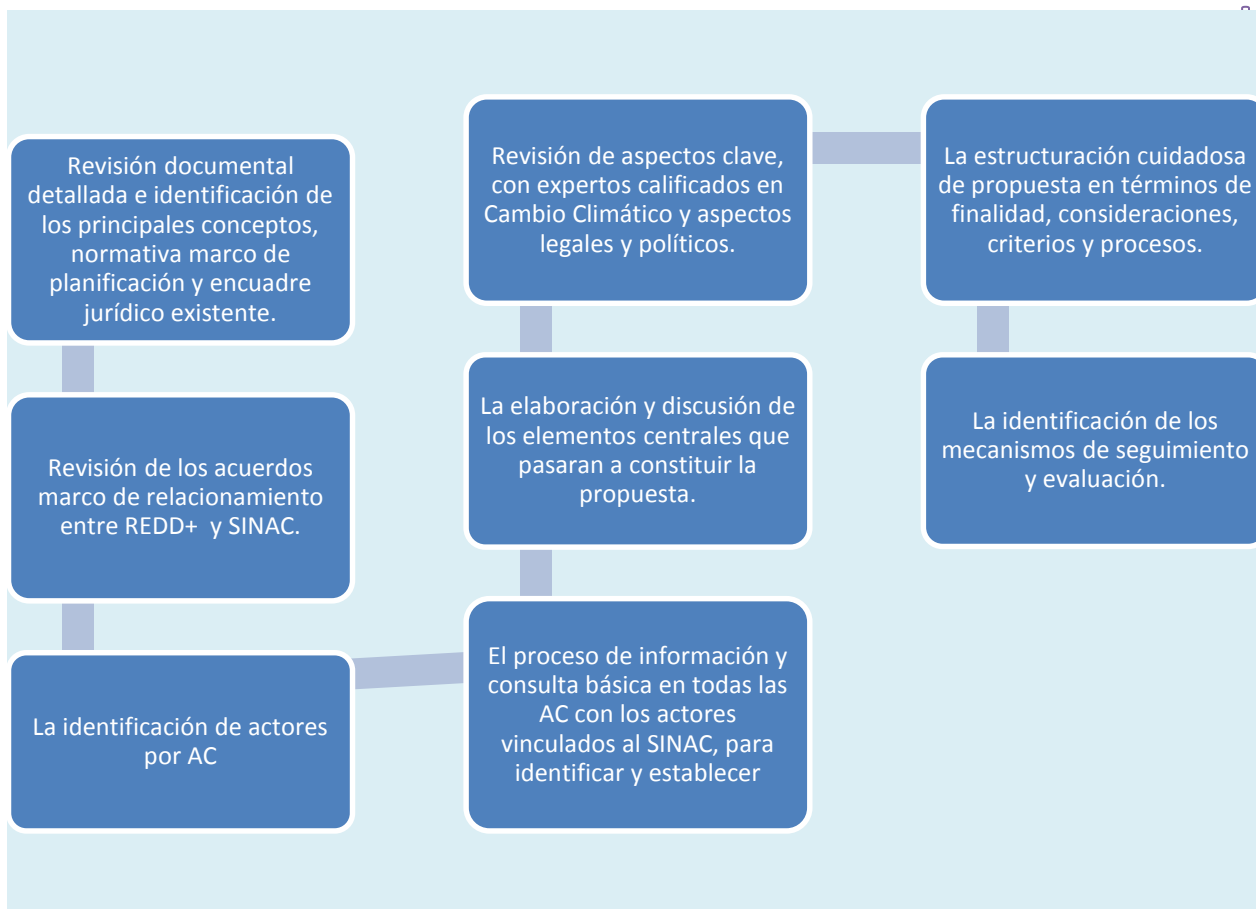 Revisión documental
detallada e identificación de
los principales conceptos,
normativa marco de
planificación y encuadre
jurídico existente.
Revisión de los acuerdos
marco de relacionamiento
entre REDD+ y SINAC.
La identificación de actores
por AC
El proceso de información y
consulta básica en todas las
AC con los actores
vinculados al SINAC, para
identificar y establecer
La elaboración y discusión de
los elementos centrales que
pasaran a constituir la
propuesta.
Revisión de aspectos clave,
con expertos calificados en
Cambio Climático y aspectos
legales y políticos.
La estructuración cuidadosa
de propuesta en términos de
finalidad, consideraciones,
criterios y procesos.
La identificación de los
mecanismos de seguimiento
y evaluación.